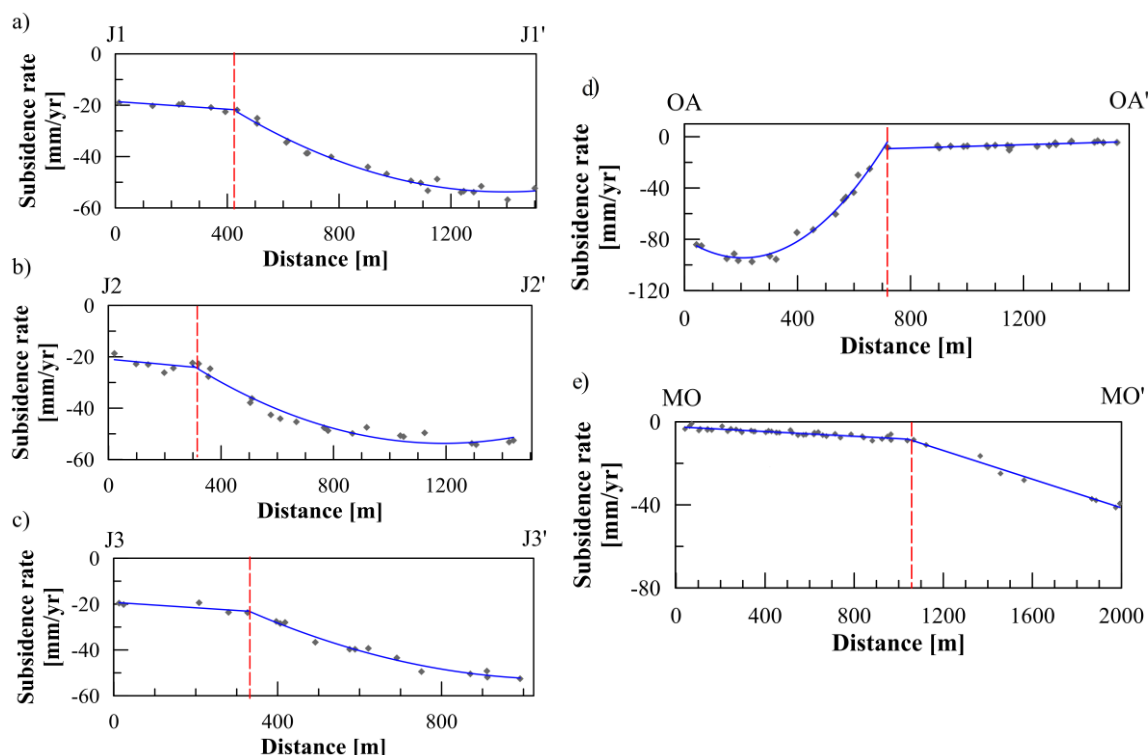 a)
J1 J1'
0
-20
-40
-60
Subsidence rate
[mm/yr]
0 400 800 1200
Distance [m]
b)
J2 J2'
0
-20
-40
-60
Subsidence rate
[mm/yr]
0 400 800 1200
Distance [m]
c)
J3 J3'
0
-20
-40
-60
Subsidence rate
[mm/yr]
0 400 800
Distance [m]
d)
OA OA'
0
-40
-80
-120
Subsidence rate
[mm/yr]
0 400 800 1200
Distance [m]
e)
MO MO'
0
-40
-80
Subsidence rate
[mm/yr]
0 400 800 1200 1600 2000
Distance [m]